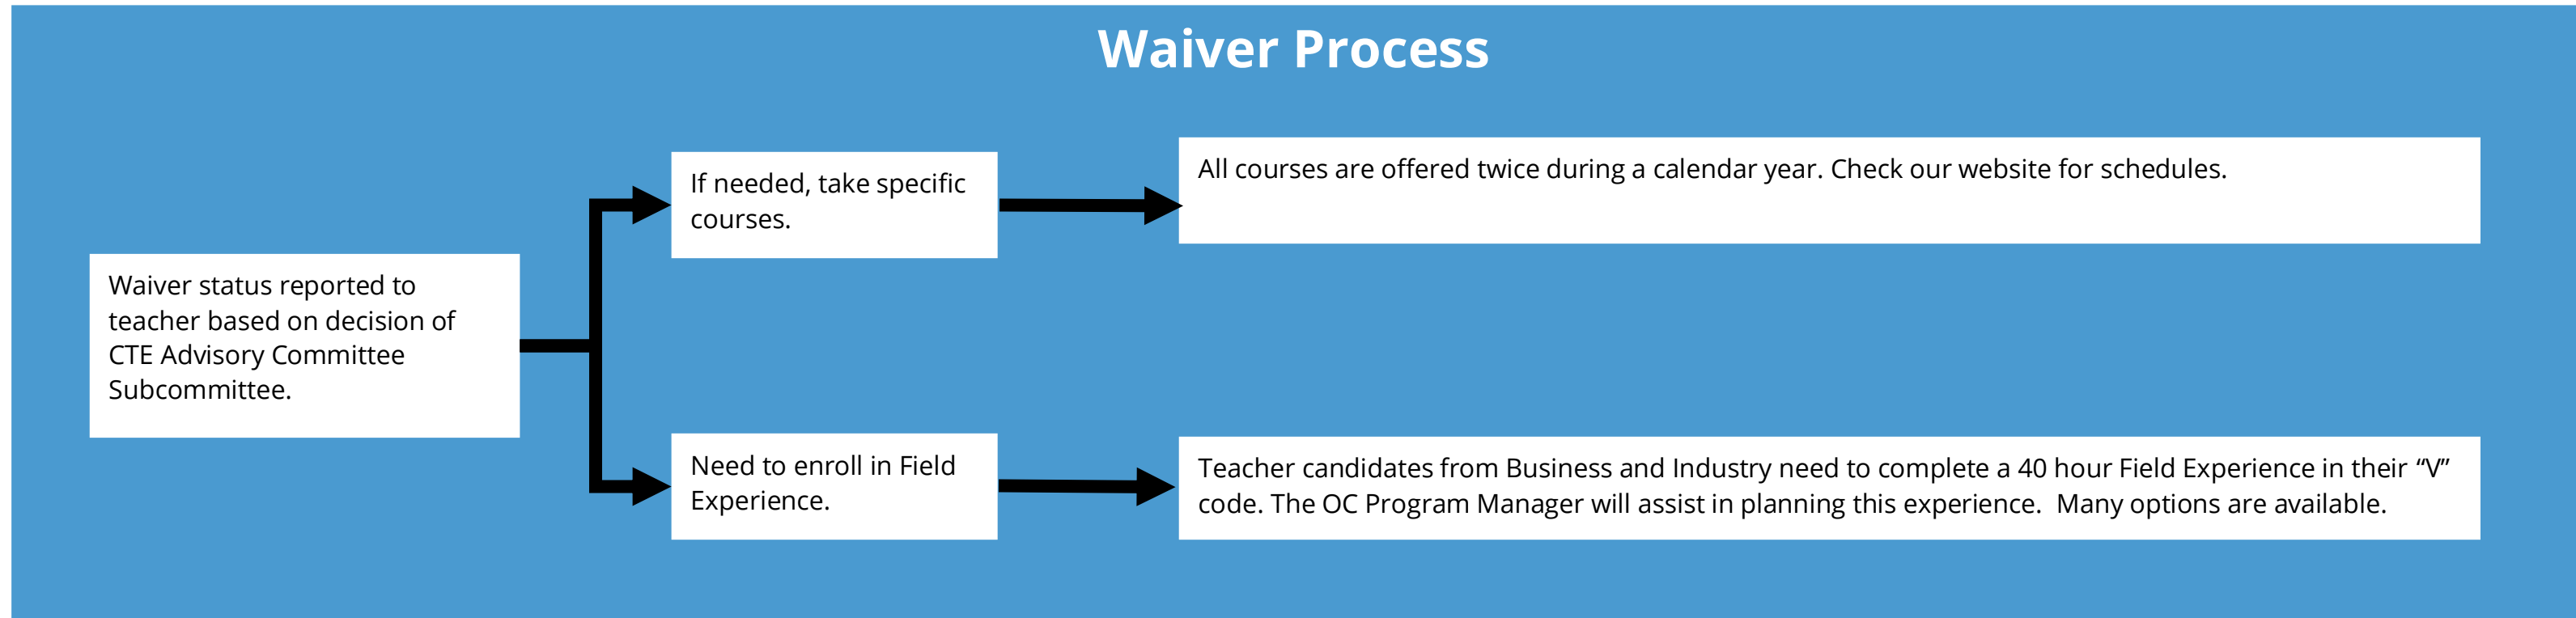 Waiver Process
Waiver status reported to
teacher based on decision of
CTE Advisory Committee
Subcommittee.
If needed, take specific
courses.
All courses are offered twice during a calendar year. Check our website for schedules.
Need to enroll in Field
Experience.
Teacher candidates from Business and Industry need to complete a 40 hour Field Experience in their “V”
code. The OC Program Manager will assist in planning this experience.  Many options are available.